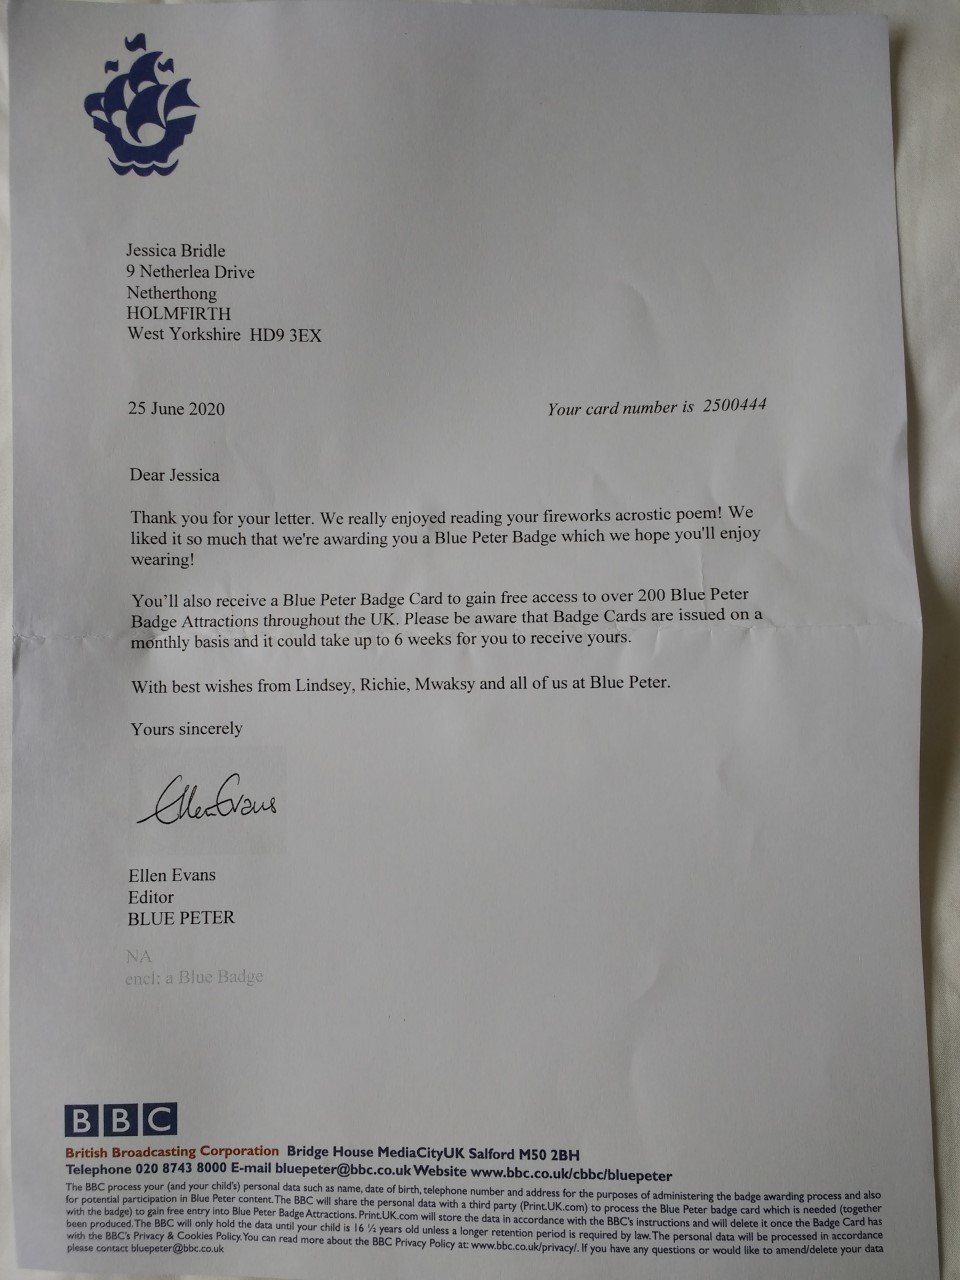 Jessica Bridle
9 Netherlea Drive
Netherthong
HOLMFIRTH
West Yorkshire HD9 3EX
25 June 2020
Your card number is 2500444
Dear Jessica
Thank you for your letter. We really enjoyed reading your fireworks acrostic poem! We
liked it so much that we're awarding you a Blue Peter Badge which we hope you'll enjoy
wearing!
You'll also receive a Blue Peter Badge Card to gain free access to over 200 Blue Peter
Badge Attractions throughout the UK. Please be aware that Badge Cards are issued on a
monthly basis and it could take up to 6 weeks for you to receive yours.
With best wishes from Lindsey, Richie, Mwaksy and all of us at Blue Peter.
Yours sincerely
Ellen Evans
Ellen Evans
Editor
BLUE PETER
NA
encl: a Blue Badge
BBC
British Broadcasting Corporation Bridge House MediaCityUK Salford M50 2BH
Telephone 020 8743 8000 E-mail bluepeter@bbc.co.uk Website www.bbc.co.uk/cbbc/bluepeter
The BBC process your (and your child's) personal data such as name, date of birth, telephone number and address for the purposes of administering the badge awarding process and also
for potential participation in Blue Peter content. The BBC will share the personal data with a third party (Print.UK.com) to process the Blue Peter badge card which is needed (together
with the badge) to gain free entry into Blue Peter Badge Attractions. Print.UK.com will store the data in accordance with the BBC's instructions and will delete it once the Badge Card has
been produced. The BBC will only hold the data until your child is 16 ½ years old unless a longer retention period is required by law. The personal data will be processed in accordance
with the BBC's Privacy & Cookies Policy. You can read more about the BBC Privacy Policy at: www.bbc.co.uk/privacy/. If you have any questions or would like to amend/delete your data
please contact bluepeter@bbc.co.uk